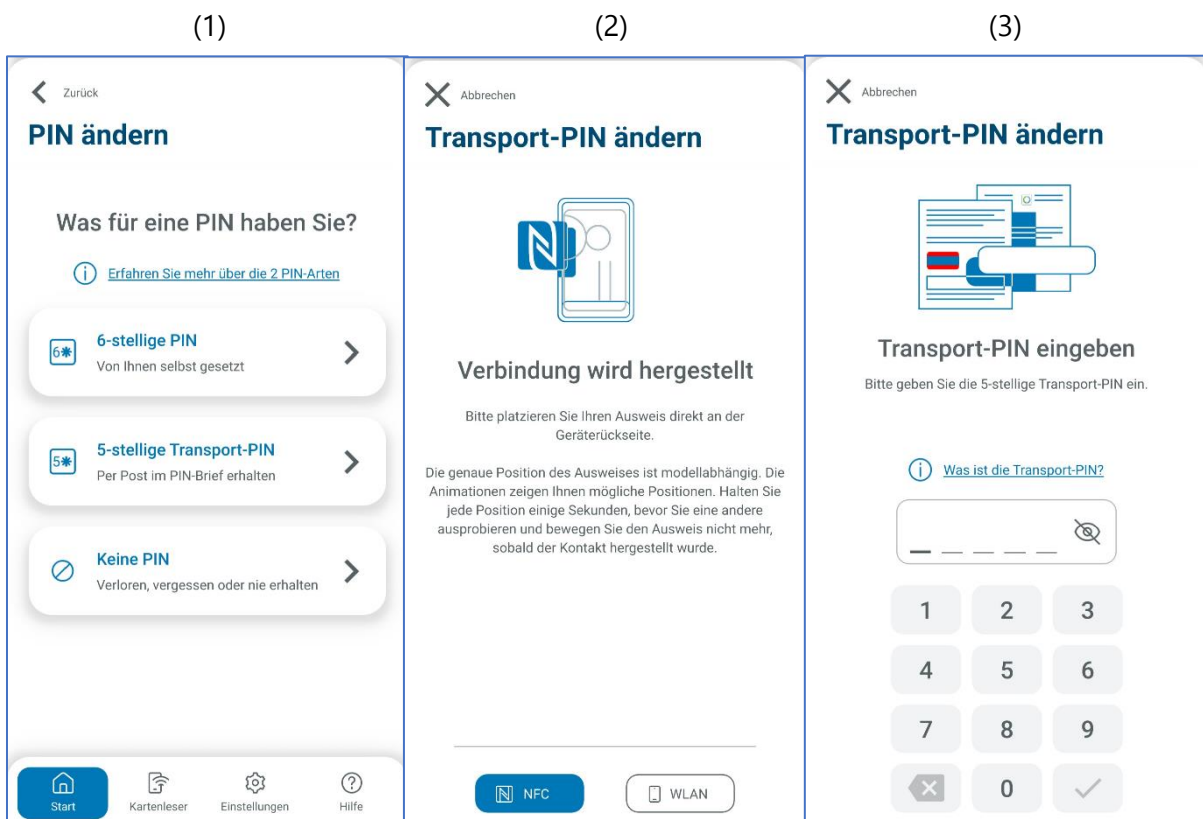 (1)
Zurück
PIN ändern
Was für eine PIN haben Sie?
Erfahren Sie mehr über die 2 PIN-Arten
6✱
6-stellige PIN
Von Ihnen selbst gesetzt
5✱
5-stellige Transport-PIN
Per Post im PIN-Brief erhalten
Keine PIN
Verloren, vergessen oder nie erhalten
Start
Kartenleser
Einstellungen
Hilfe
(2)
Abbrechen
Transport-PIN ändern
Verbindung wird hergestellt
Bitte platzieren Sie Ihren Ausweis direkt an der
Geräterückseite.
Die genaue Position des Ausweises ist modellabhängig. Die
Animationen zeigen Ihnen mögliche Positionen. Halten Sie
jede Position einige Sekunden, bevor Sie eine andere
ausprobieren und bewegen Sie den Ausweis nicht mehr,
sobald der Kontakt hergestellt wurde.
NFC
WLAN
(3)
Abbrechen
Transport-PIN ändern
Transport-PIN eingeben
Bitte geben Sie die 5-stellige Transport-PIN ein.
Was ist die Transport-PIN?
1 2 3
4 5 6
7 8 9
0